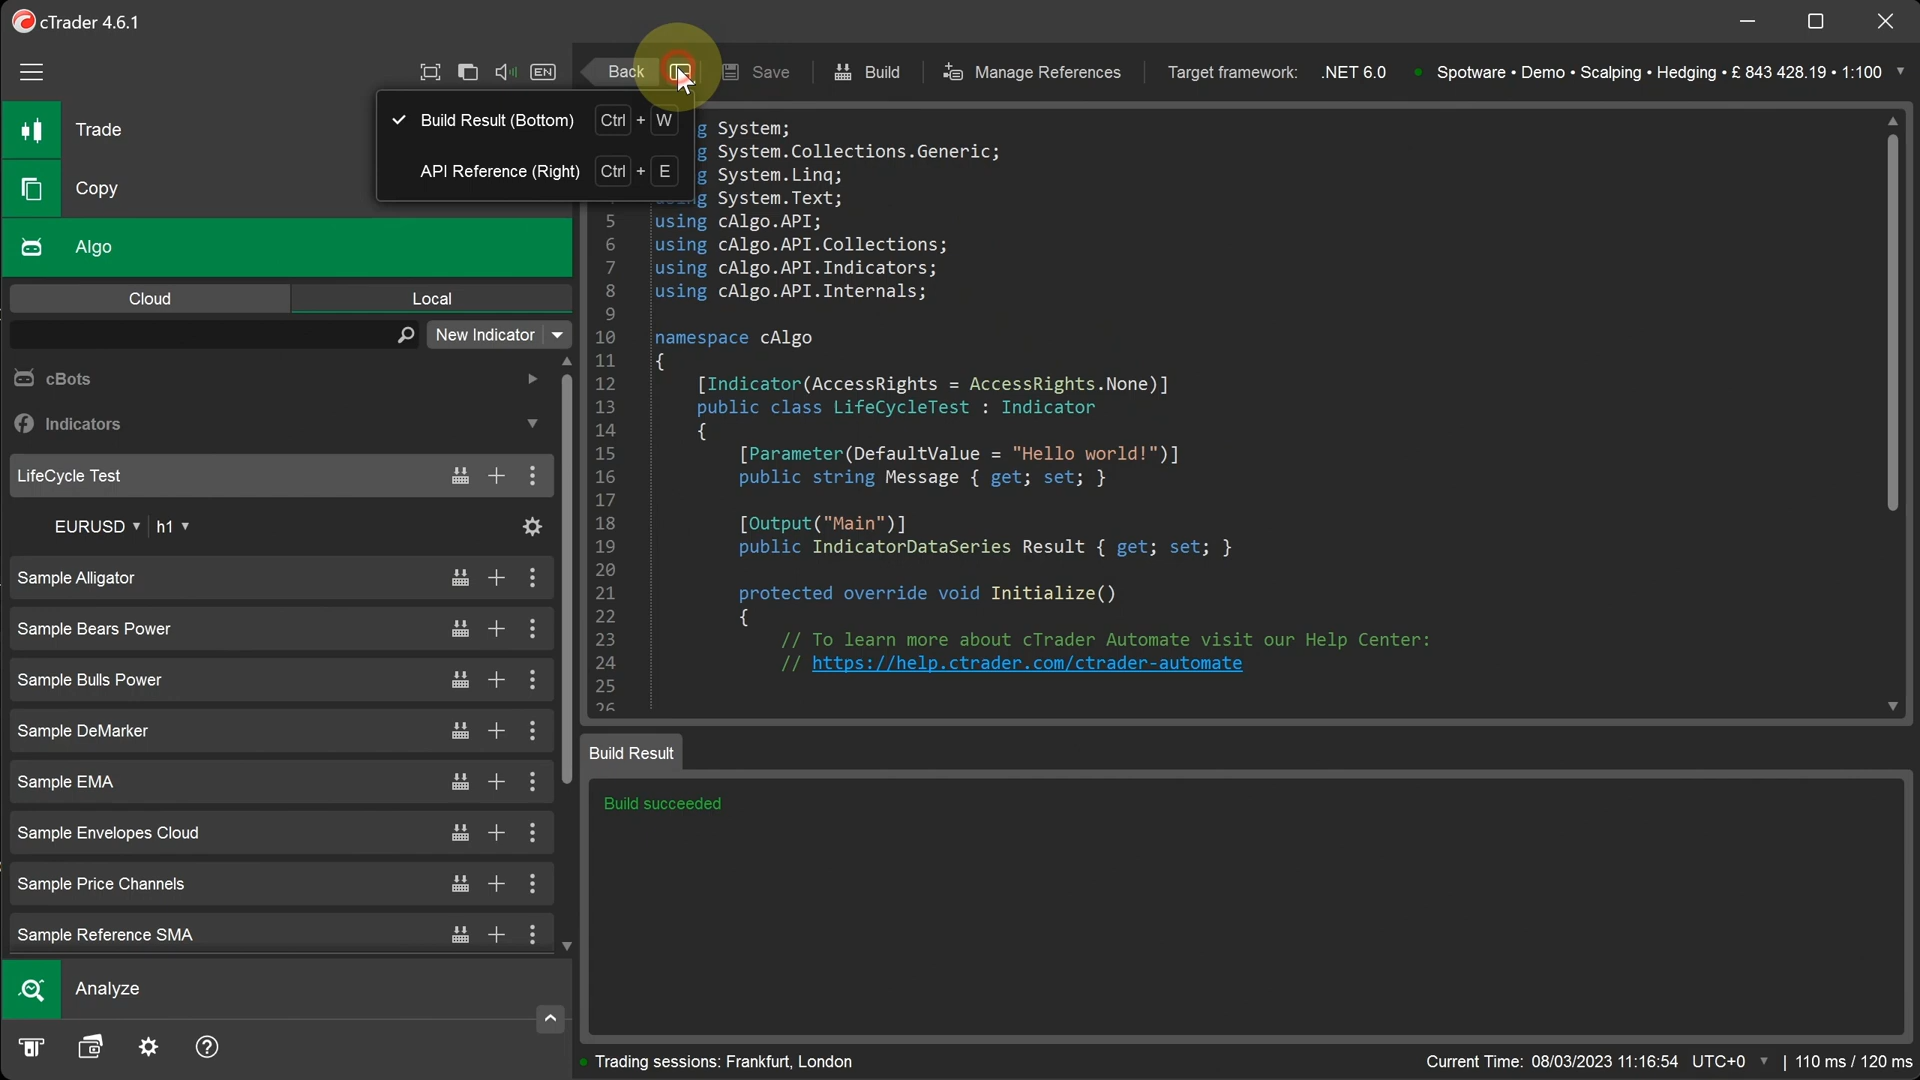 cTrader 4.6.1
EN
Back
Save
Build
Manage References
Target framework: .NET 6.0
Spotware • Demo • Scalping • Hedging • £ 843 428.19 • 1:100
Build Result (Bottom) Ctrl + W
API Reference (Right) Ctrl + E
Trade
Copy
Algo
Cloud
Local
New Indicator
cBots
Indicators
LifeCycle Test
EURUSD h1
Sample Alligator
Sample Bears Power
Sample Bulls Power
Sample DeMarker
Sample EMA
Sample Envelopes Cloud
Sample Price Channels
Sample Reference SMA
Analyze
g System;
g System.Collections.Generic;
g System.Linq;
g System.Text;
5 using cAlgo.API;
6 using cAlgo.API.Collections;
7 using cAlgo.API.Indicators;
8 using cAlgo.API.Internals;
9
10 namespace cAlgo
11 {
12 [Indicator(AccessRights = AccessRights.None)]
13 public class LifeCycleTest : Indicator
14 {
15 [Parameter(DefaultValue = "Hello world!")]
16 public string Message { get; set; }
17
18 [Output("Main")]
19 public IndicatorDataSeries Result { get; set; }
20
21 protected override void Initialize()
22 {
23 // To learn more about cTrader Automate visit our Help Center:
24 // https://help.ctrader.com/ctrader-automate
25
26
Build Result
Build succeeded
Trading sessions: Frankfurt, London
Current Time: 08/03/2023 11:16:54 UTC+0 | 110 ms / 120 ms